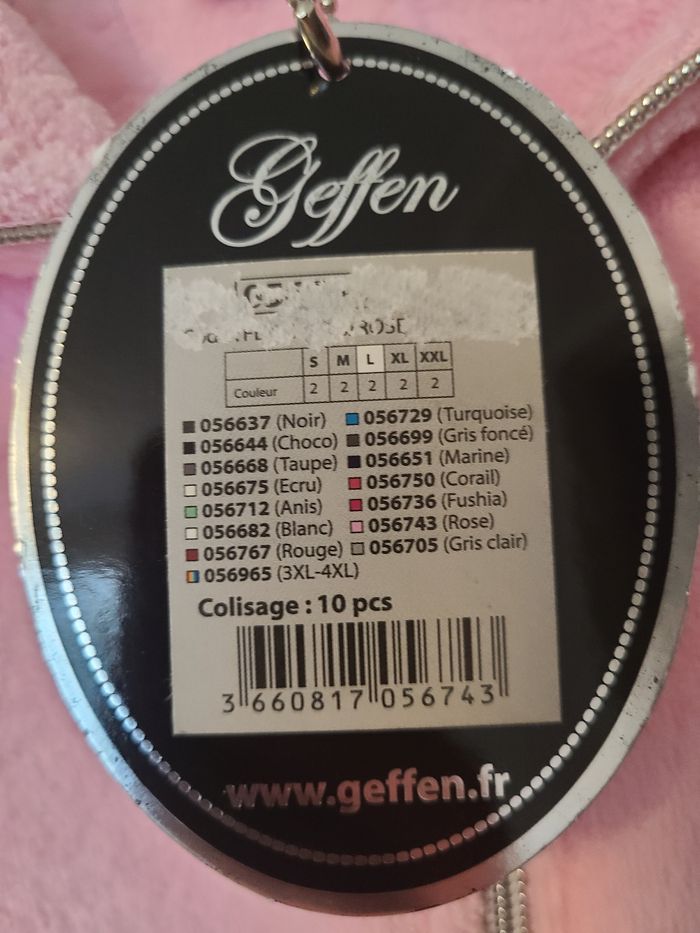 Geffen
ROSE
S M L XL XXL
Couleur 2 2 2 2 2
056637 (Noir) 056729 (Turquoise)
056644 (Choco) 056699 (Gris foncé)
056668 (Taupe) 056651 (Marine)
056675 (Ecru) 056750 (Corail)
056712 (Anis) 056736 (Fushia)
056682 (Blanc) 056743 (Rose)
056767 (Rouge) 056705 (Gris clair)
056965 (3XL-4XL)
Colisage : 10 pcs
3 660817 056743
www.geffen.fr